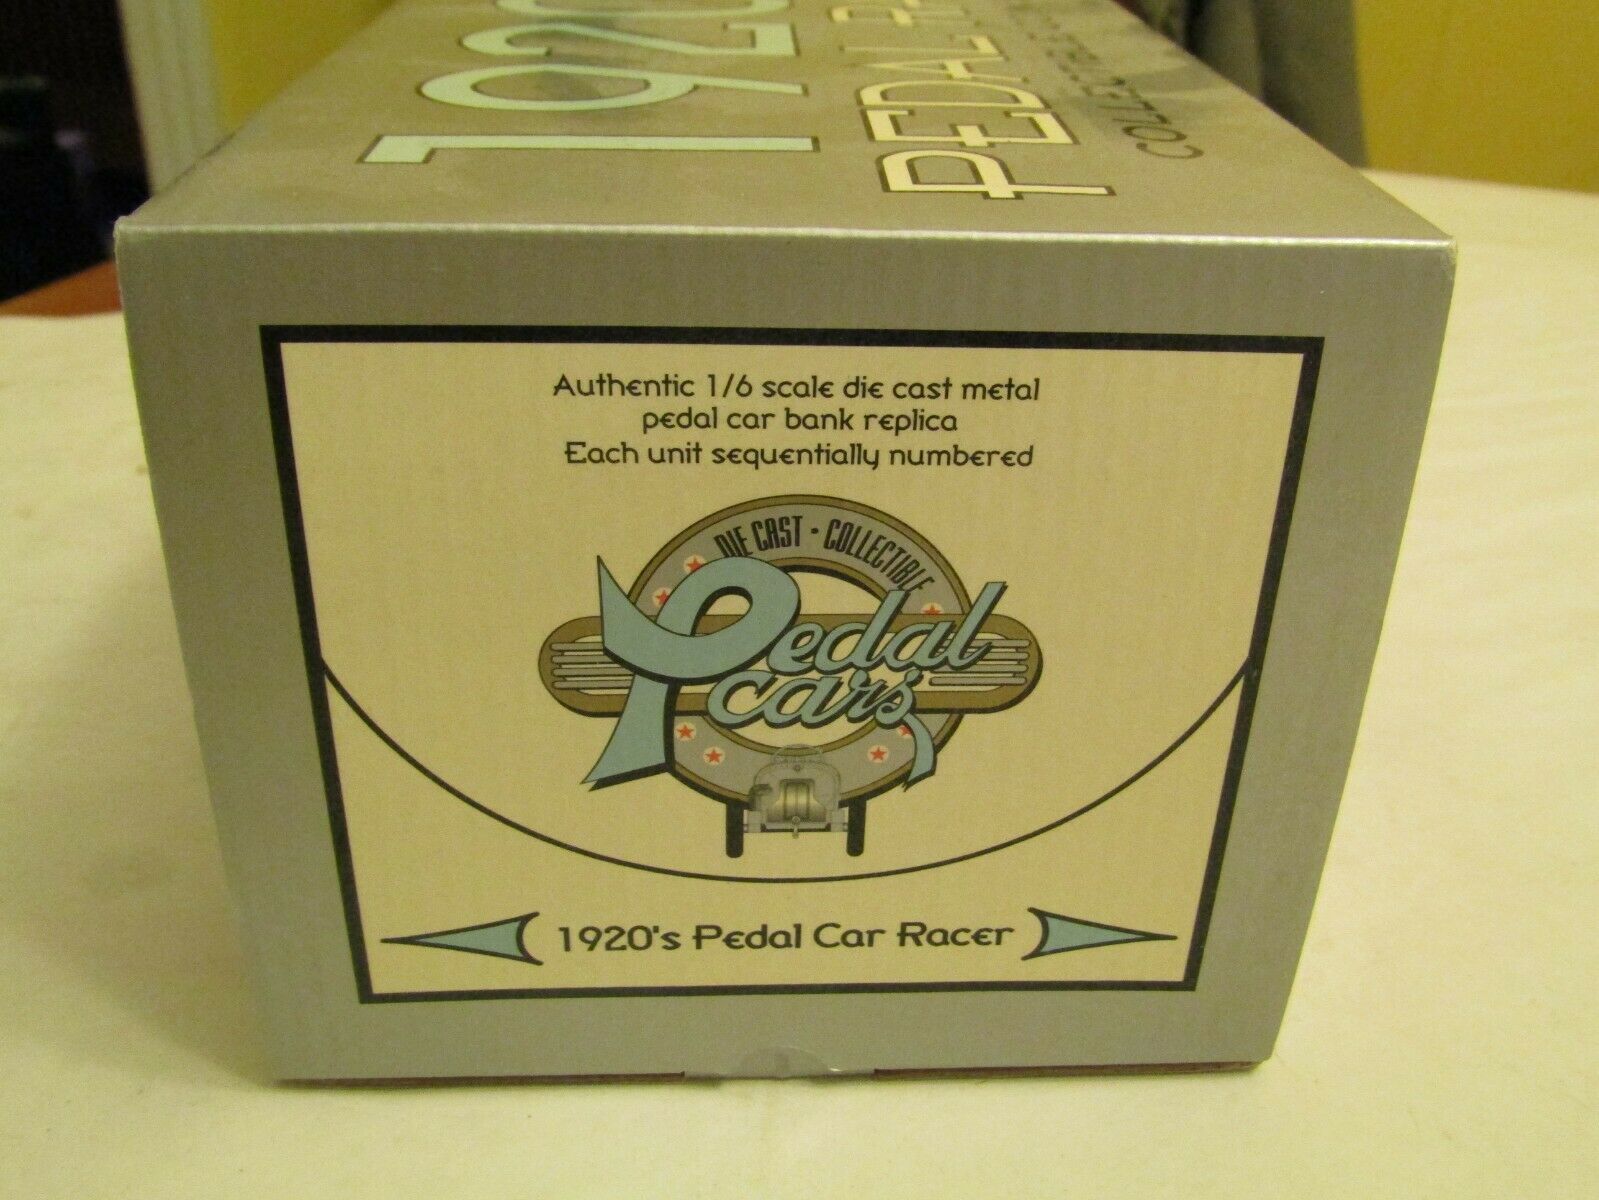 1920
PEDAL
Authentic 1/6 scale die cast metal
pedal car bank replica
Each unit sequentially numbered
DIE CAST • COLLECTIBLE
Pedal
cars
1920's Pedal Car Racer